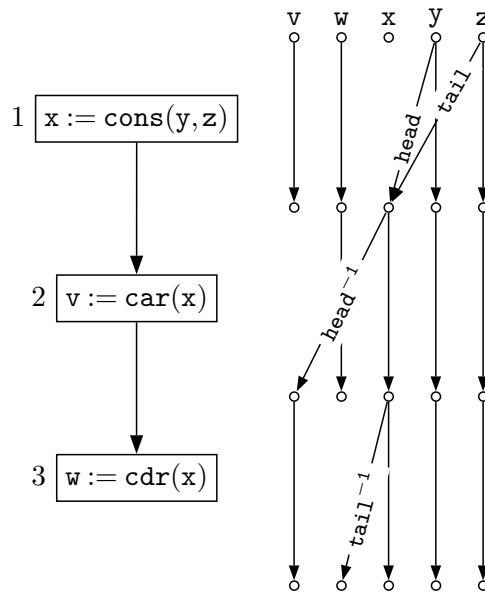 v w x y z
1 x := cons(y, z)
head
tail
2 v := car(x)
head⁻¹
3 w := cdr(x)
tail⁻¹